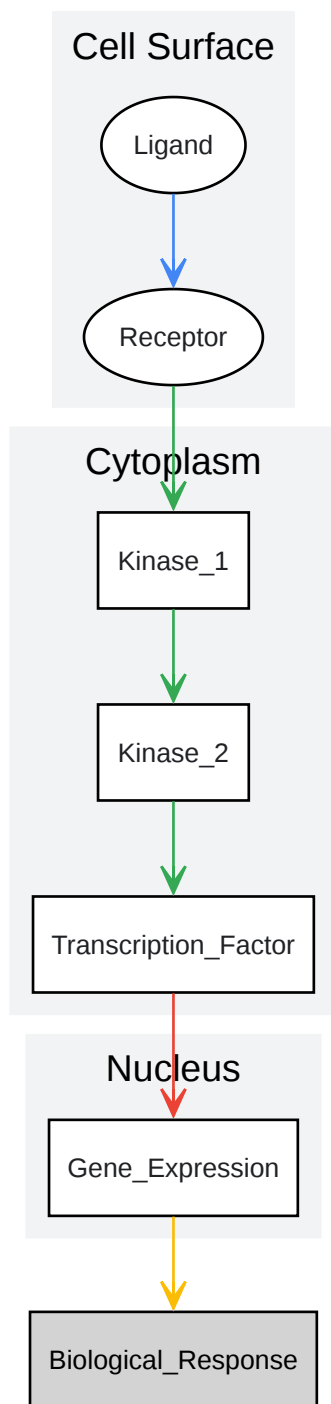 Cell Surface
Ligand
Receptor
Cytoplasm
Kinase_1
Kinase_2
Transcription_Factor
Nucleus
Gene_Expression
Biological_Response